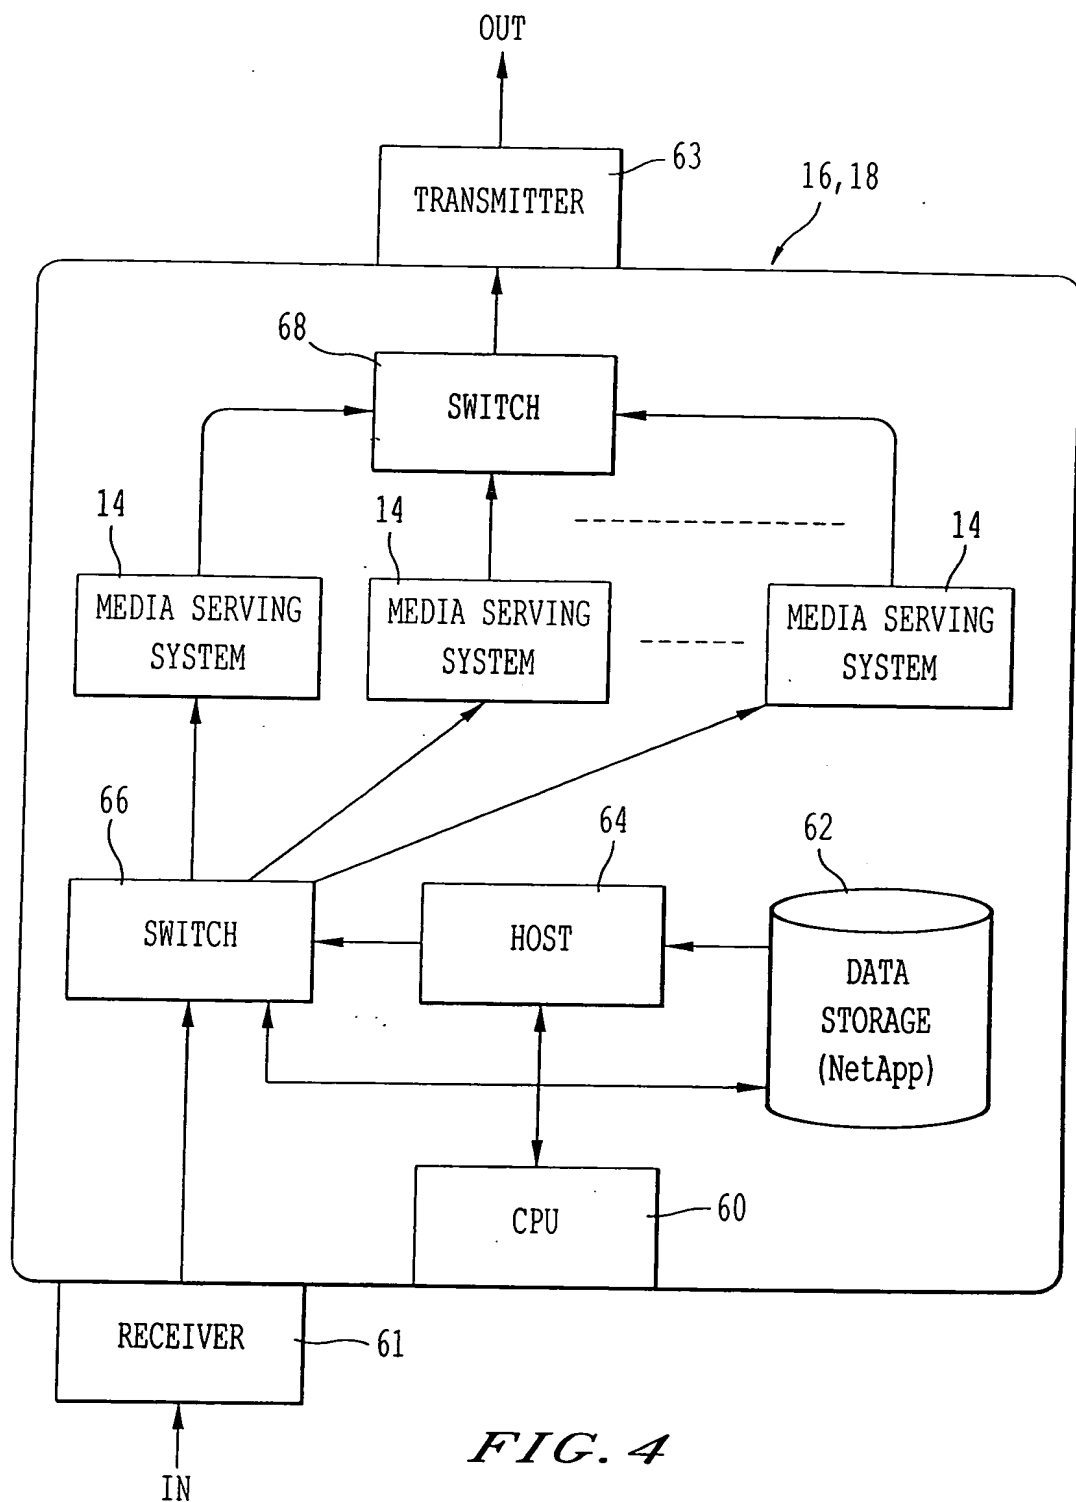 OUT
TRANSMITTER
63
16,18
68
SWITCH
14
14
14
MEDIA SERVING
SYSTEM
MEDIA SERVING
SYSTEM
MEDIA SERVING
SYSTEM
66
64
62
SWITCH
HOST
DATA
STORAGE
(NetApp)
CPU
60
RECEIVER
61
IN
FIG. 4